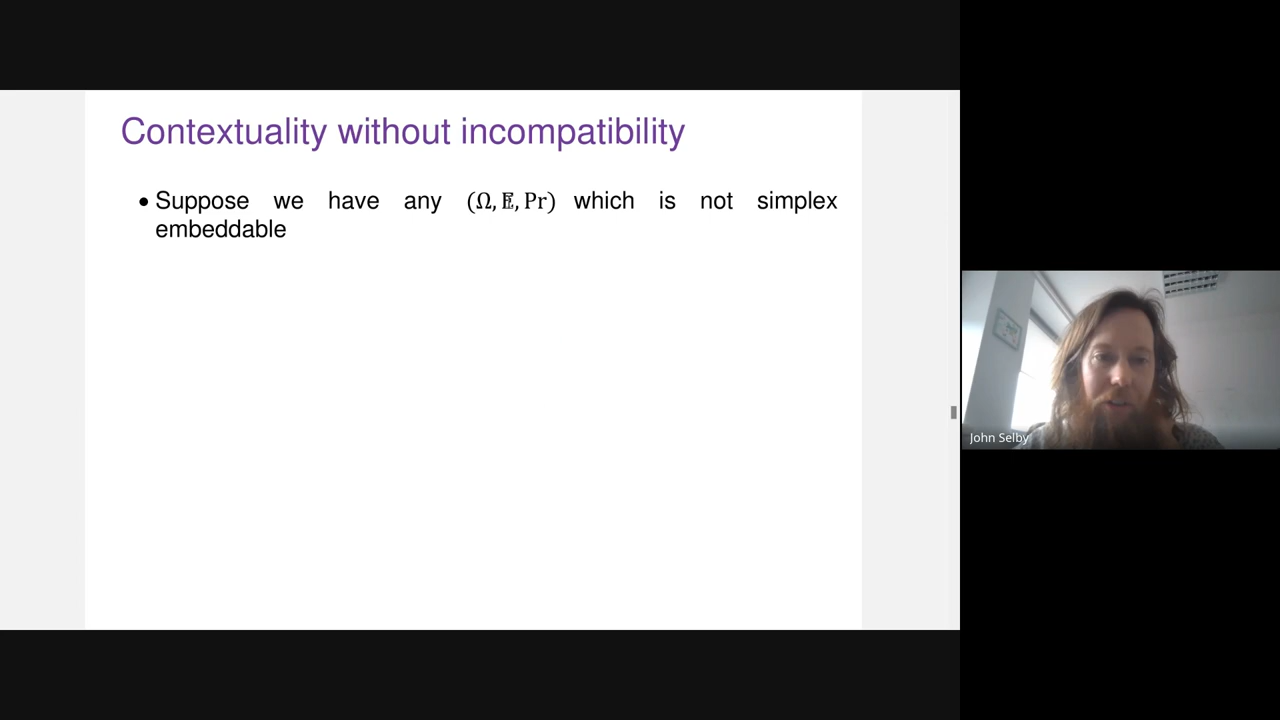 Contextuality without incompatibility
• Suppose we have any (Ω, 𝔼, Pr) which is not simplex
embeddable
John Selby